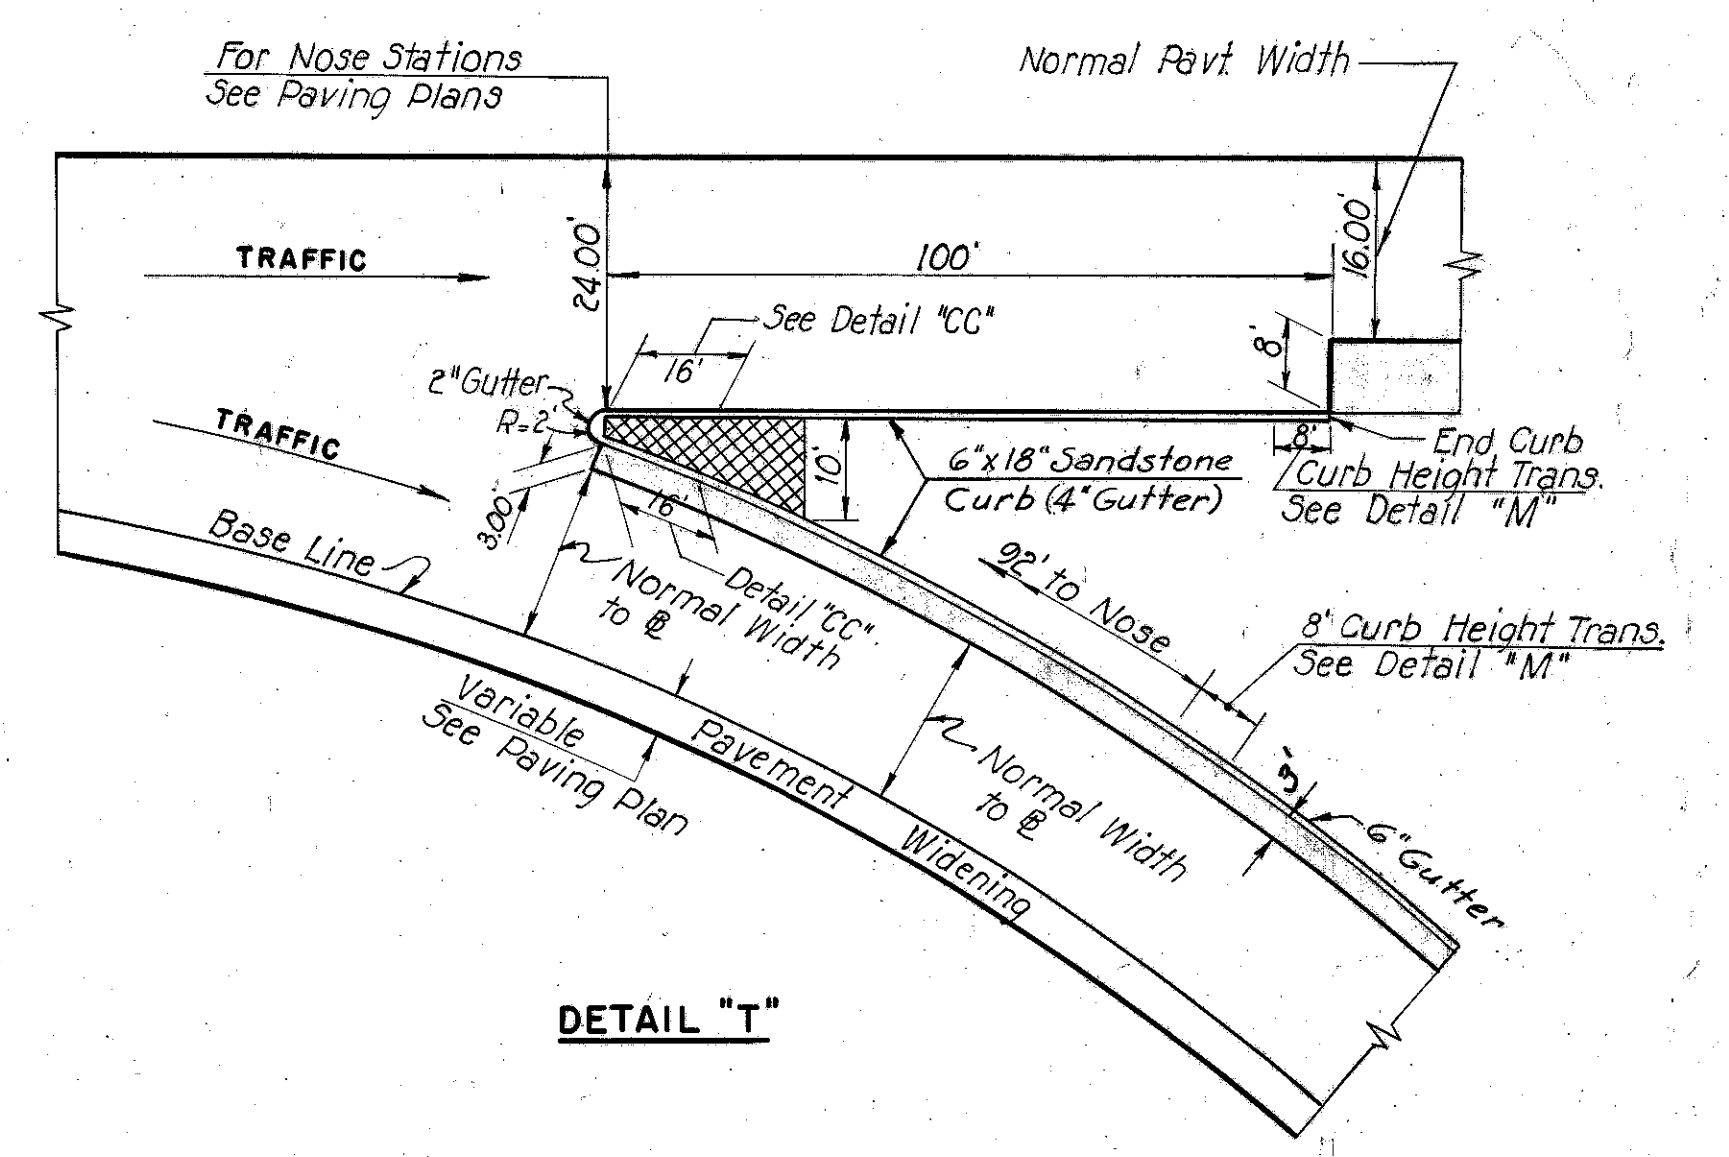 For Nose Stations
See Paving Plans
Normal Pavt. Width
TRAFFIC
24.00'
100'
16.00'
See Detail "CC"
16'
8'
2" Gutter
R=2'
TRAFFIC
10'
6"x18" Sandstone
Curb (4" Gutter)
8'
End Curb
Curb Height Trans.
See Detail "M"
3.00
16'
Base Line
Detail "CC".
Normal Width
to BL
92' to Nose
8' Curb Height Trans.
See Detail "M"
Variable
See Paving Plan
Pavement Widening
Normal Width
to BL
3'
6" Gutter
DETAIL "T"